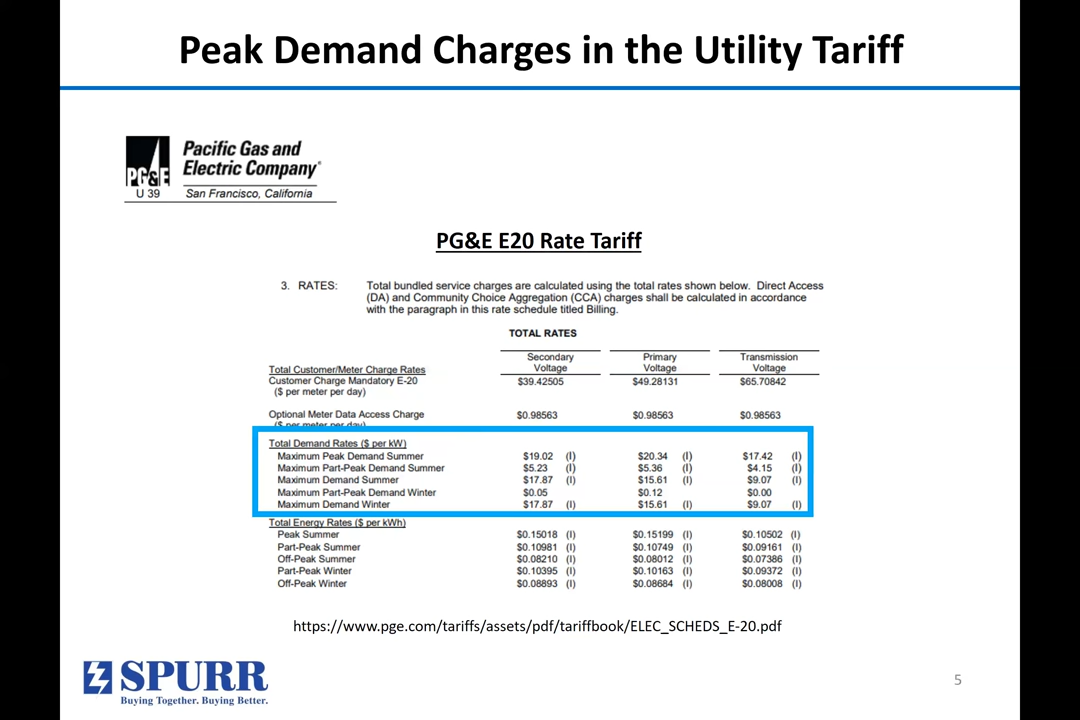 Peak Demand Charges in the Utility Tariff
PG&E
U 39
Pacific Gas and
Electric Company®
San Francisco, California
PG&E E20 Rate Tariff
3. RATES: Total bundled service charges are calculated using the total rates shown below. Direct Access
(DA) and Community Choice Aggregation (CCA) charges shall be calculated in accordance
with the paragraph in this rate schedule titled Billing.
TOTAL RATES
Secondary Voltage Primary Voltage Transmission Voltage
Total Customer/Meter Charge Rates
Customer Charge Mandatory E-20 $39.42505 $49.28131 $65.70842
($ per meter per day)
Optional Meter Data Access Charge $0.98563 $0.98563 $0.98563
($ per meter per day)
Total Demand Rates ($ per kW)
Maximum Peak Demand Summer $19.02 (I) $20.34 (I) $17.42 (I)
Maximum Part-Peak Demand Summer $5.23 (I) $5.36 (I) $4.15 (I)
Maximum Demand Summer $17.87 (I) $15.61 (I) $9.07 (I)
Maximum Part-Peak Demand Winter $0.05 $0.12 $0.00
Maximum Demand Winter $17.87 (I) $15.61 (I) $9.07 (I)
Total Energy Rates ($ per kWh)
Peak Summer $0.15018 (I) $0.15199 (I) $0.10502 (I)
Part-Peak Summer $0.10981 (I) $0.10749 (I) $0.09161 (I)
Off-Peak Summer $0.08210 (I) $0.08012 (I) $0.07386 (I)
Part-Peak Winter $0.10395 (I) $0.10163 (I) $0.09372 (I)
Off-Peak Winter $0.08893 (I) $0.08684 (I) $0.08008 (I)
https://www.pge.com/tariffs/assets/pdf/tariffbook/ELEC_SCHEDS_E-20.pdf
SPURR
Buying Together. Buying Better.
5